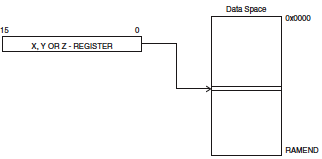 Data Space
15 0 0x0000
X, Y OR Z - REGISTER
RAMEND